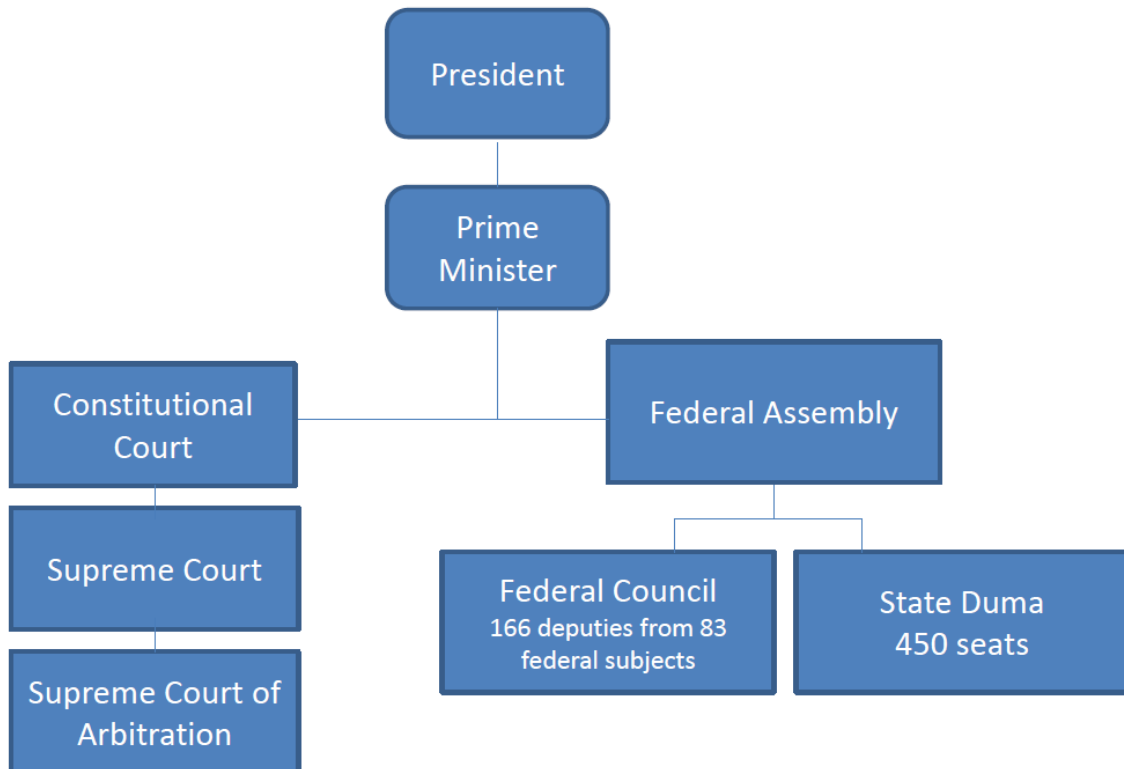 President
Prime
Minister
Constitutional
Court
Federal Assembly
Supreme Court
Federal Council
166 deputies from 83
federal subjects
State Duma
450 seats
Supreme Court of
Arbitration